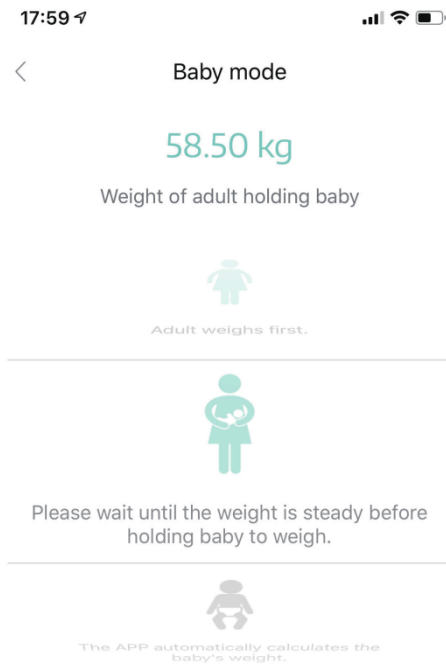 17:59
Baby mode
58.50 kg
Weight of adult holding baby
Adult weighs first.
Please wait until the weight is steady before
holding baby to weigh.
The APP automatically calculates the
baby's weight.